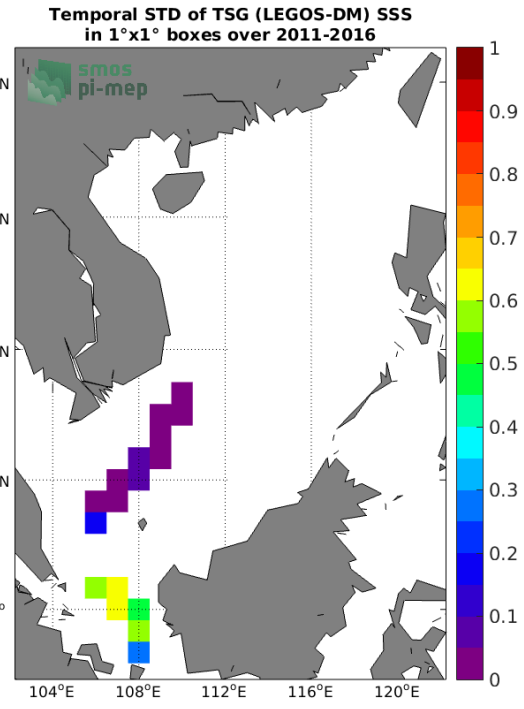 Temporal STD of TSG (LEGOS-DM) SSS
in 1°x1° boxes over 2011-2016
smos
pi-mep
N
N
N
N
o
1
0.9
0.8
0.7
0.6
0.5
0.4
0.3
0.2
0.1
0
104°E 108°E 112°E 116°E 120°E